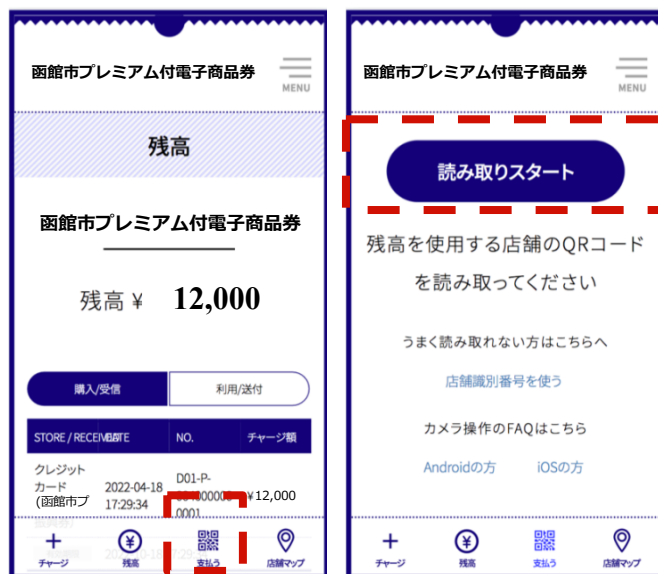 函館市プレミアム付電子商品券
MENU
残高
函館市プレミアム付電子商品券
残高 ¥ 12,000
購入/受信
利用/送付
STORE / RECEIVE
DATE
NO.
チャージ額
クレジット
カード
(函館市プ
2022-04-18
17:29:34
D01-P-
0001
¥12,000
チャージ
残高
支払う
店舗マップ
函館市プレミアム付電子商品券
MENU
読み取りスタート
残高を使用する店舗のQRコード
を読み取ってください
うまく読み取れない方はこちらへ
店舗識別番号を使う
カメラ操作のFAQはこちら
Androidの方
iOSの方
チャージ
残高
支払う
店舗マップ